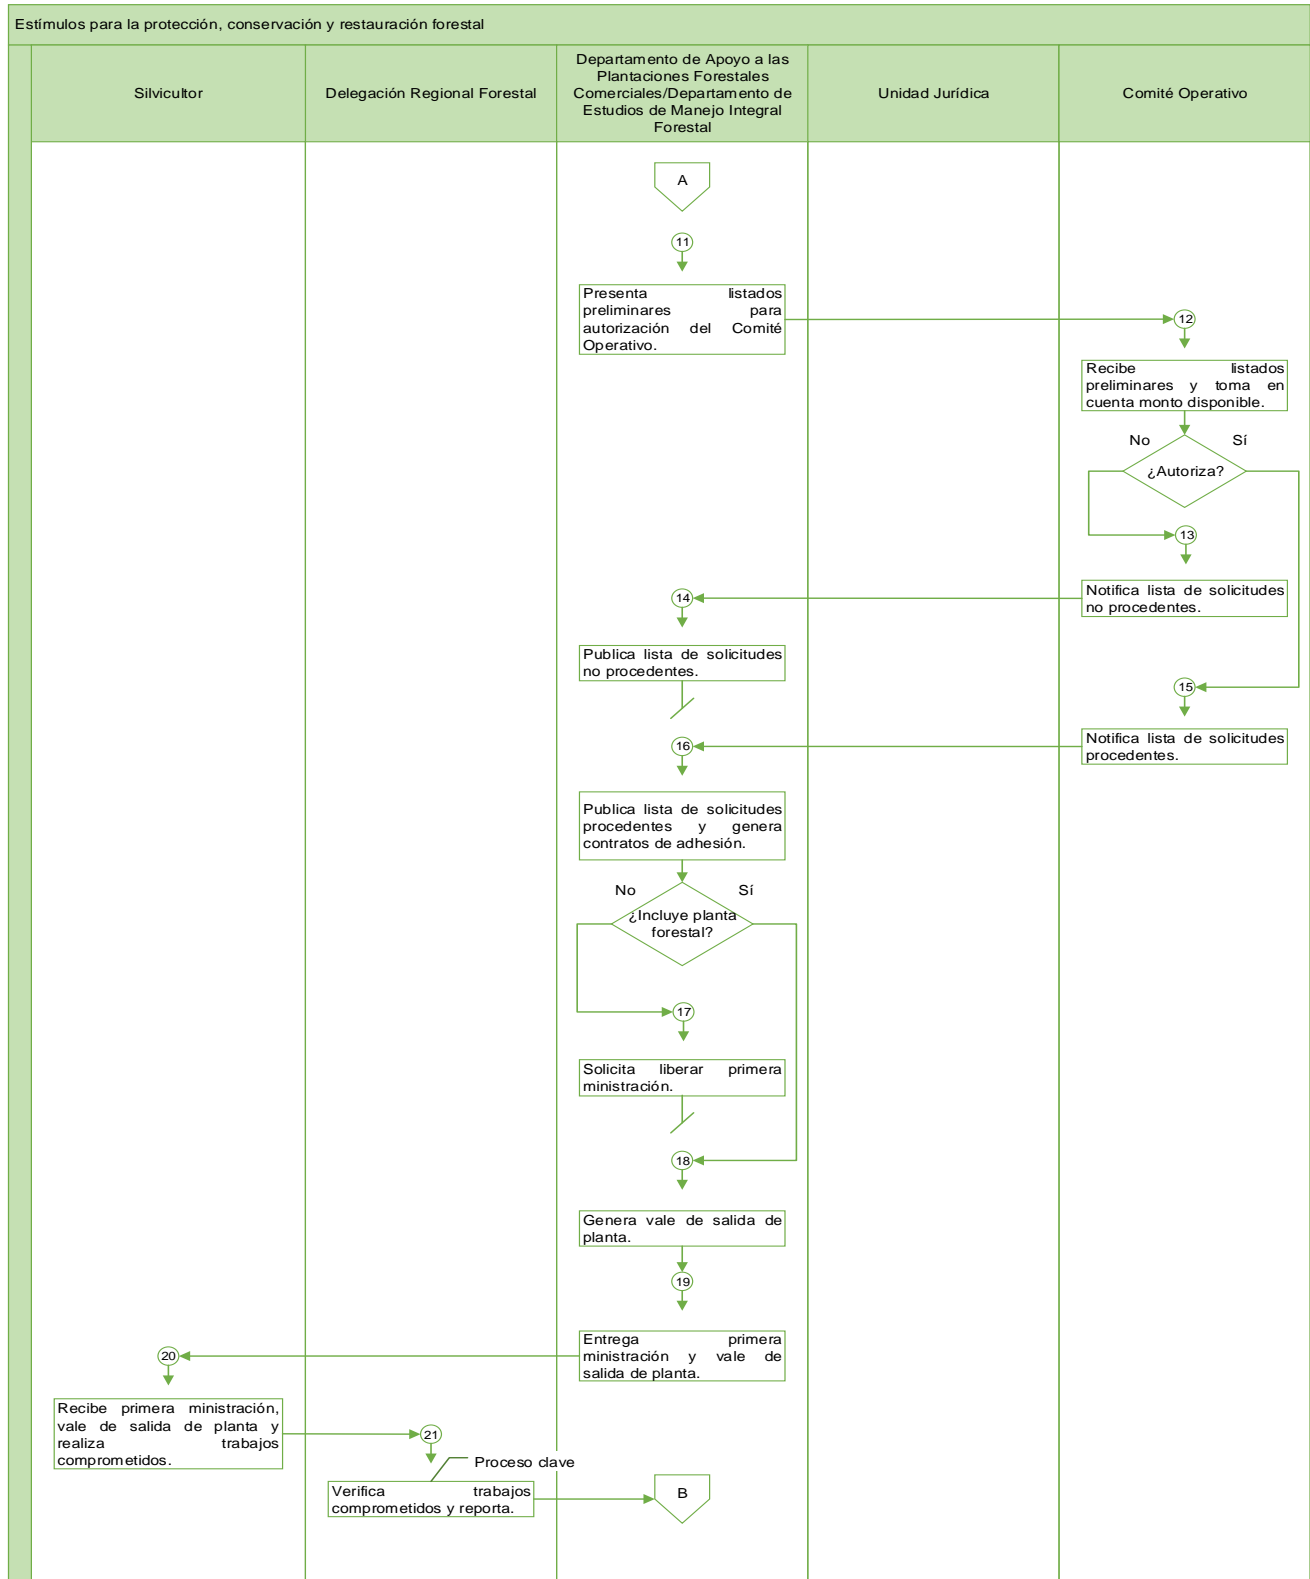 Estímulos para la protección, conservación y restauración forestal
Silvicultor
Delegación Regional Forestal
Departamento de Apoyo a las
Plantaciones Forestales
Comerciales/Departamento de
Estudios de Manejo Integral
Forestal
Unidad Jurídica
Comité Operativo
A
11
Presenta listados
preliminares para
autorización del Comité
Operativo.
12
Recibe listados
preliminares y toma en
cuenta monto disponible.
No
Sí
¿Autoriza?
13
Notifica lista de solicitudes
no procedentes.
14
Publica lista de solicitudes
no procedentes.
15
Notifica lista de solicitudes
procedentes.
16
Publica lista de solicitudes
procedentes y genera
contratos de adhesión.
No
Sí
¿Incluye planta
forestal?
17
Solicita liberar primera
ministración.
18
Genera vale de salida de
planta.
19
Entrega primera
ministración y vale de
salida de planta.
20
Recibe primera ministración,
vale de salida de planta y
realiza trabajos
comprometidos.
21
Proceso clave
Verifica trabajos
comprometidos y reporta.
B